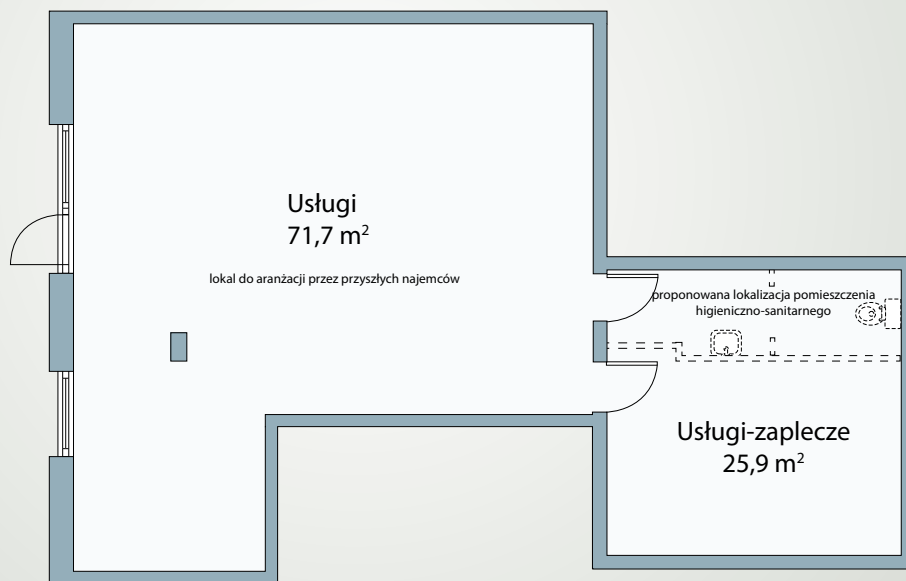 Usługi
71,7 m²
lokal do aranżacji przez przyszłych najemców
proponowana lokalizacja pomieszczenia
higieniczno-sanitarnego
Usługi-zaplecze
25,9 m²